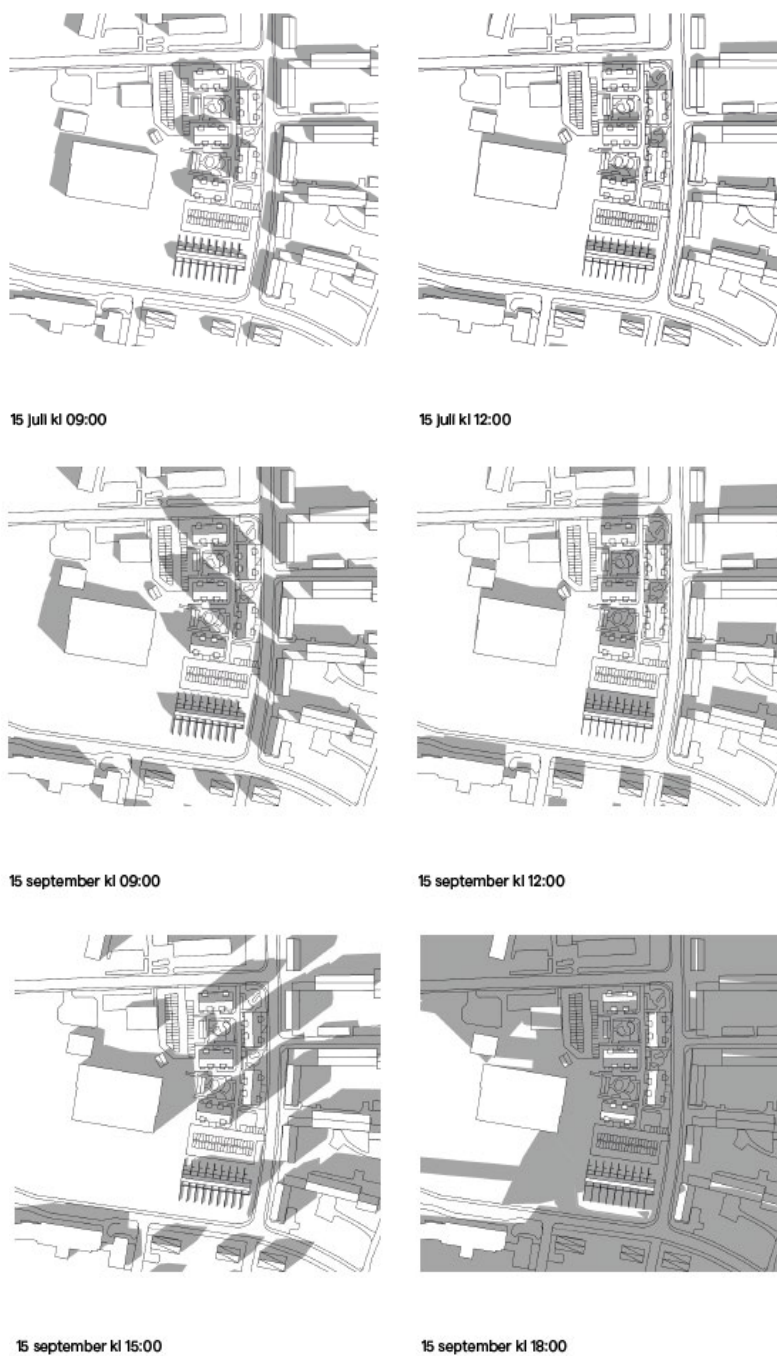 15 juli kl 09:00
15 juli kl 12:00
15 september kl 09:00
15 september kl 12:00
15 september kl 15:00
15 september kl 18:00